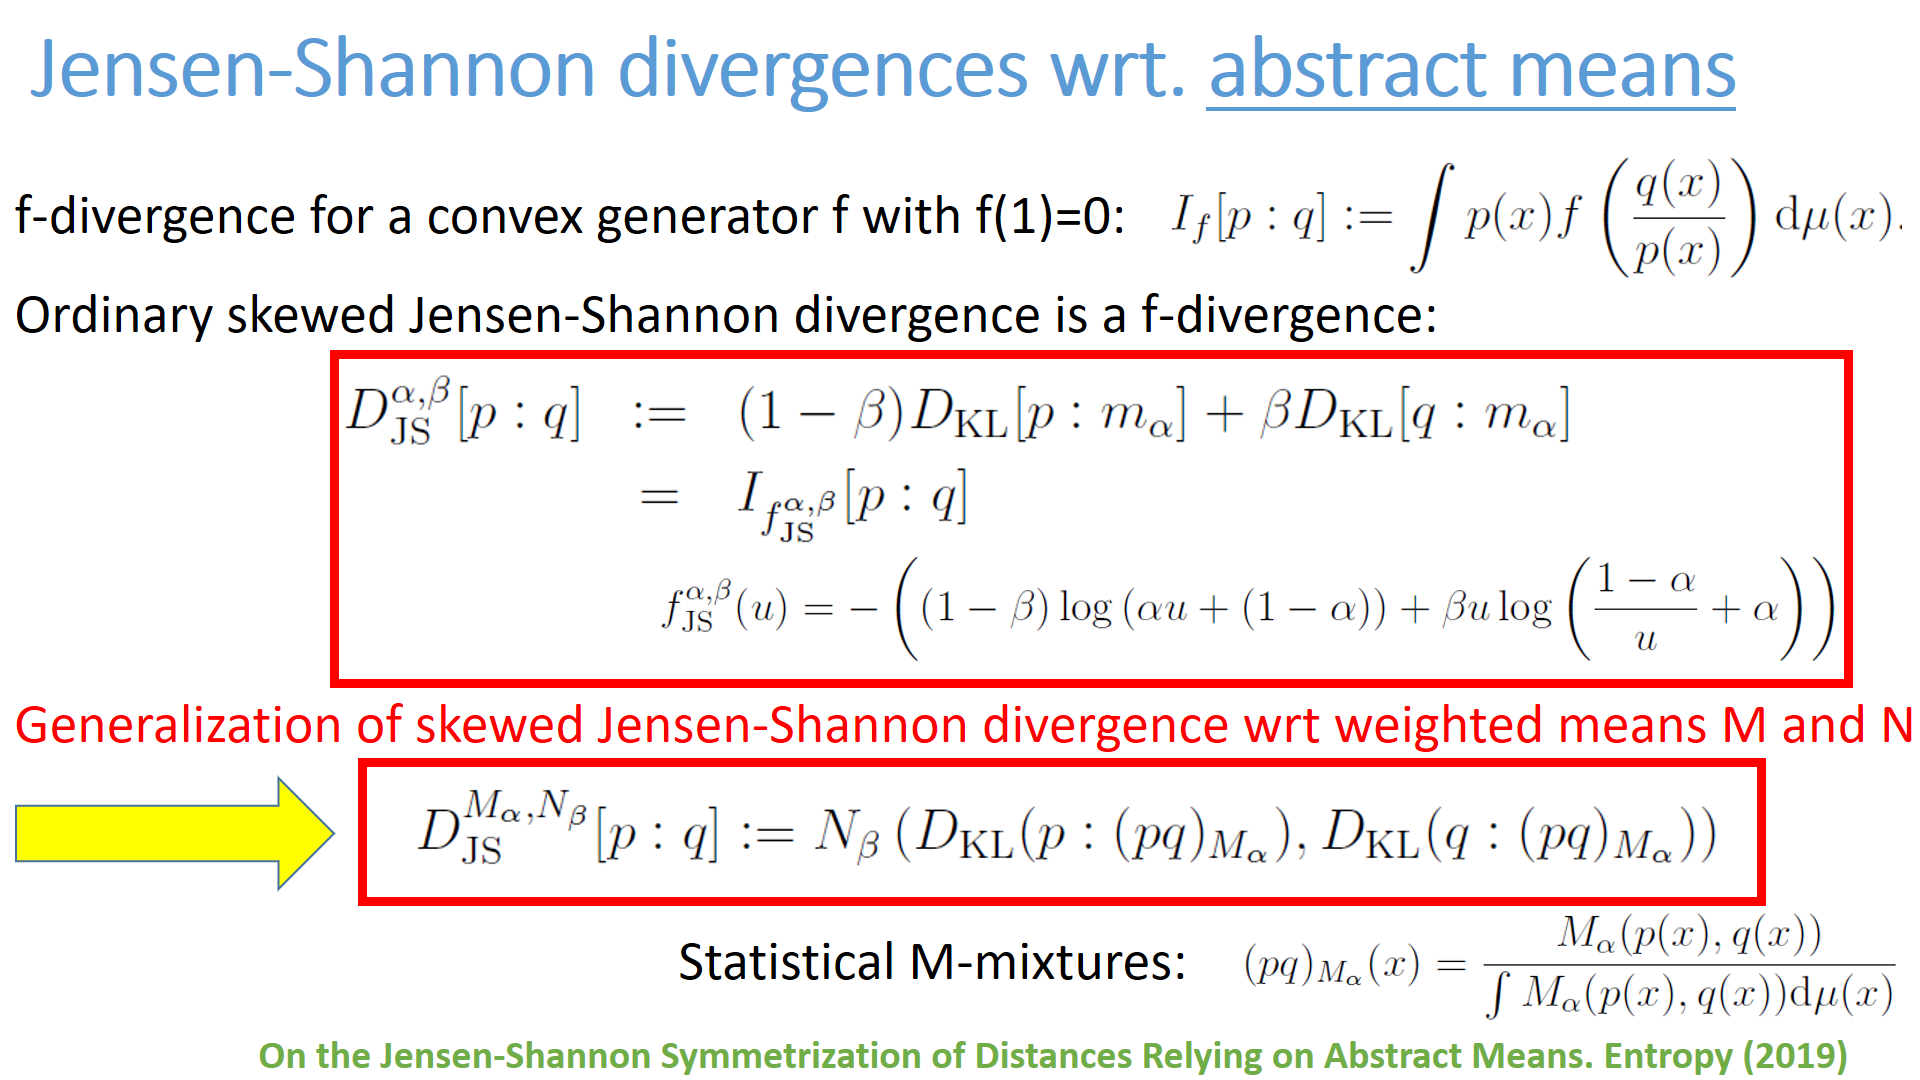 Jensen-Shannon divergences wrt. abstract means
f-divergence for a convex generator f with f(1)=0: $I_f[p : q] := \int p(x) f\left(\frac{q(x)}{p(x)}\right) \mathrm{d}\mu(x).$
Ordinary skewed Jensen-Shannon divergence is a f-divergence:
$D_{\mathrm{JS}}^{\alpha,\beta}[p : q] := (1 - \beta) D_{\mathrm{KL}}[p : m_\alpha] + \beta D_{\mathrm{KL}}[q : m_\alpha]$
$= I_{f_{\mathrm{JS}}^{\alpha,\beta}}[p : q]$
$f_{\mathrm{JS}}^{\alpha,\beta}(u) = -\left((1 - \beta) \log(\alpha u + (1 - \alpha)) + \beta u \log\left(\frac{1 - \alpha}{u} + \alpha\right)\right)$
Generalization of skewed Jensen-Shannon divergence wrt weighted means M and N
$D_{\mathrm{JS}}^{M_\alpha,N_\beta}[p : q] := N_\beta(D_{\mathrm{KL}}(p : (pq)_{M_\alpha}), D_{\mathrm{KL}}(q : (pq)_{M_\alpha}))$
Statistical M-mixtures: $(pq)_{M_\alpha}(x) = \frac{M_\alpha(p(x), q(x))}{\int M_\alpha(p(x), q(x)) \mathrm{d}\mu(x)}$
On the Jensen-Shannon Symmetrization of Distances Relying on Abstract Means. Entropy (2019)